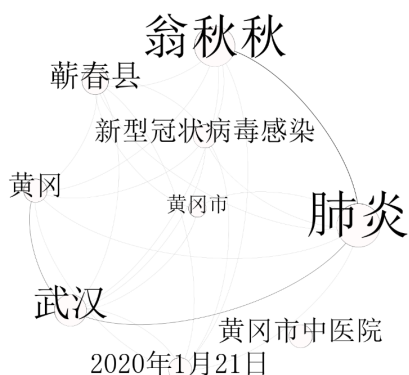 翁秋秋
蕲春县
新型冠状病毒感染
黄冈
黄冈市
肺炎
武汉
黄冈市中医院
2020年1月21日